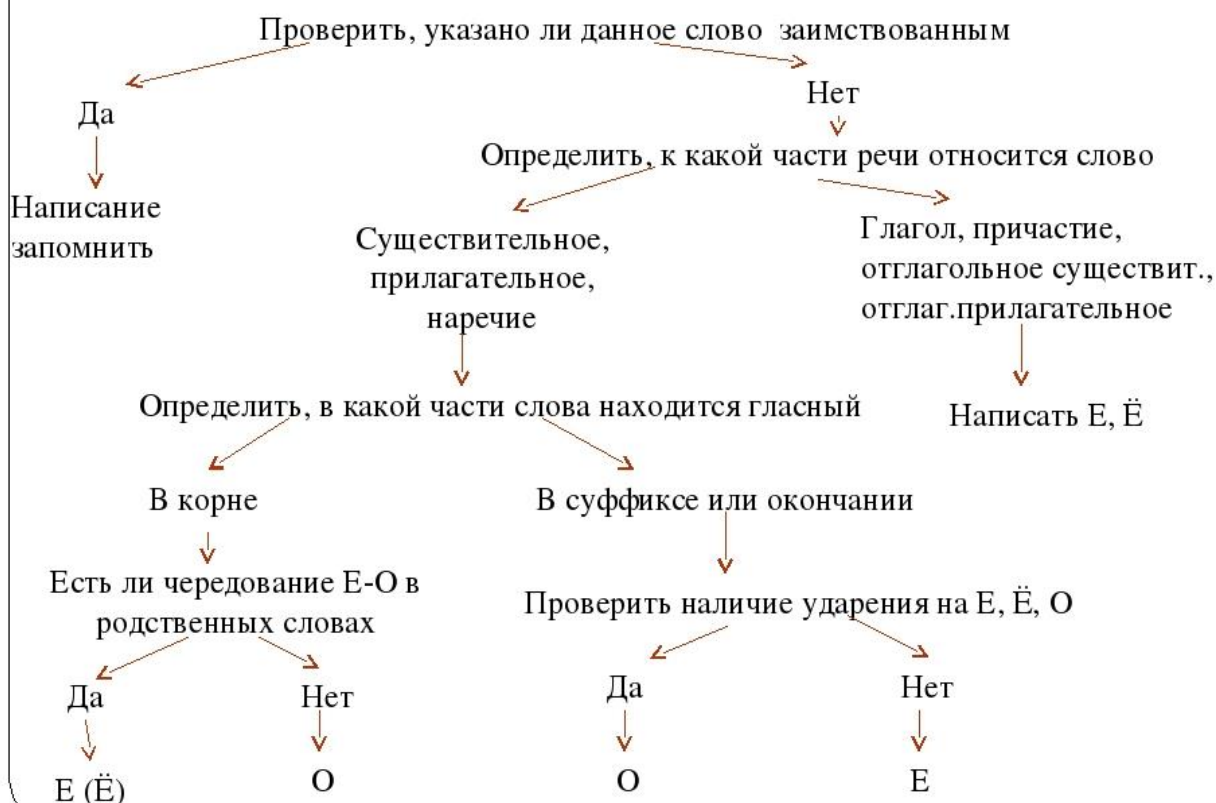 Проверить, указано ли данное слово заимствованным
Да
Нет
Определить, к какой части речи относится слово
Написание
запомнить
Существительное,
прилагательное,
наречие
Глагол, причастие,
отглагольное существит.,
отглаг.прилагательное
Определить, в какой части слова находится гласный
Написать Е, Ё
В корне
В суффиксе или окончании
Есть ли чередование Е-О в
родственных словах
Проверить наличие ударения на Е, Ё, О
Да
Нет
Да
Нет
Е (Ё)
О
О
Е